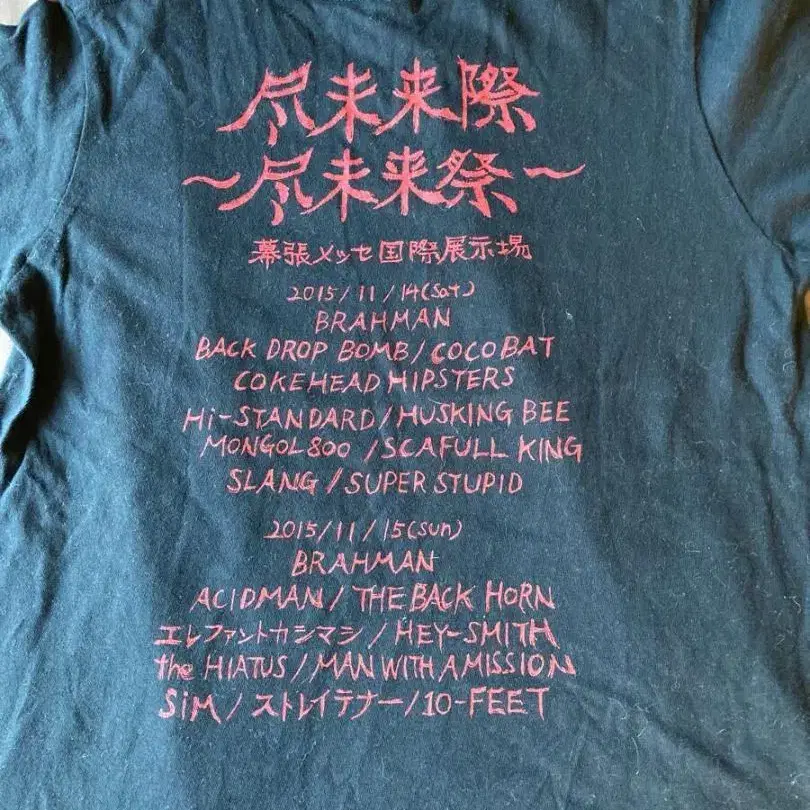 尽未来際
～尽未来祭～
幕張メッセ国際展示場
2015/11/14(Sat)
BRAHMAN
BACK DROP BOMB/COCOBAT
COKEHEAD HIPSTERS
Hi-STANDARD/HUSKING BEE
MONGOL800/SCAFULL KING
SLANG/SUPER STUPID
2015/11/15(Sun)
BRAHMAN
ACIDMAN/THE BACK HORN
エレファントカシマシ/HEY-SMITH
the HIATUS/MAN WITH A MISSION
SiM/ストレイテナー/10-FEET